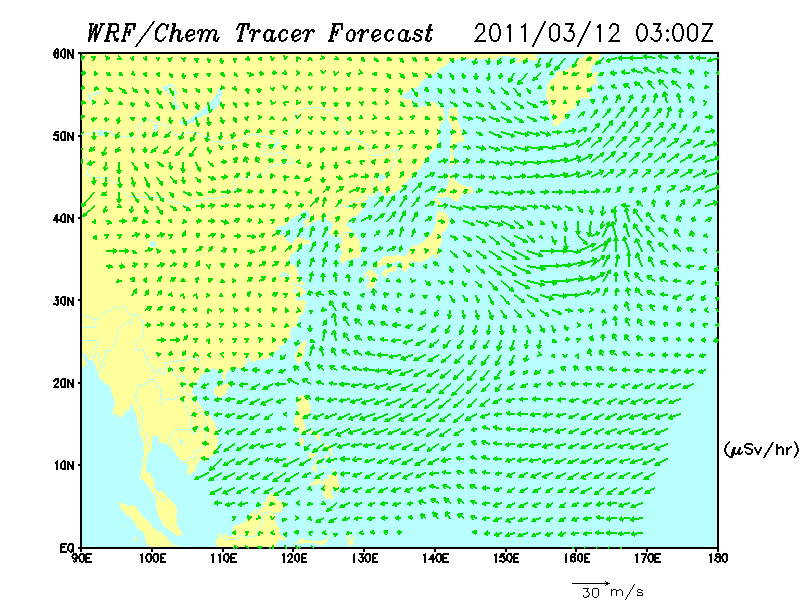 WRF/Chem Tracer Forecast 2011/03/12 03:00Z
60N
50N
40N
30N
20N
10N
EQ
(μSv/hr)
90E 100E 110E 120E 130E 140E 150E 160E 170E 180
30 m/s